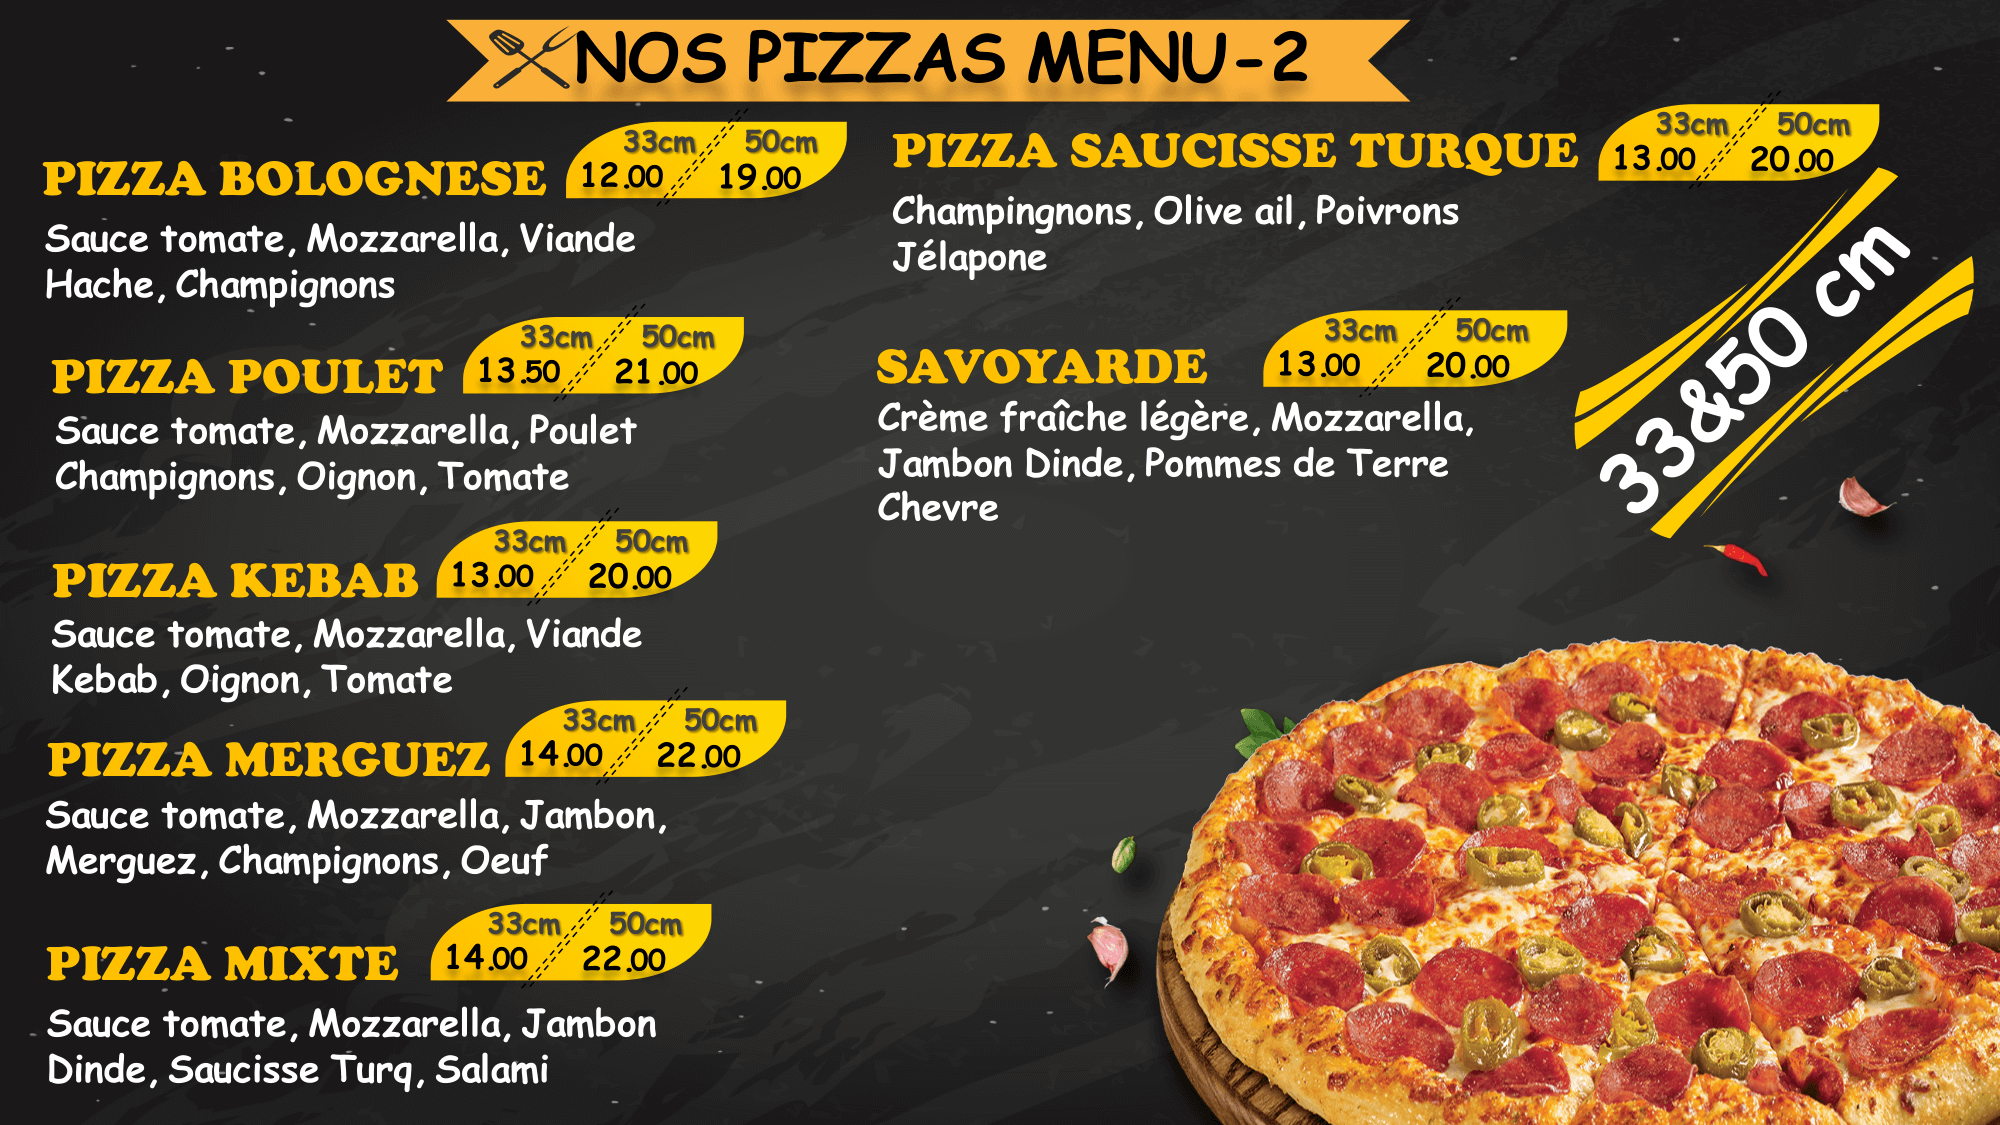 NOS PIZZAS MENU-2
PIZZA BOLOGNESE
33cm 50cm
12.00 19.00
Sauce tomate, Mozzarella, Viande
Hache, Champignons
PIZZA POULET
33cm 50cm
13.50 21.00
Sauce tomate, Mozzarella, Poulet
Champignons, Oignon, Tomate
PIZZA KEBAB
33cm 50cm
13.00 20.00
Sauce tomate, Mozzarella, Viande
Kebab, Oignon, Tomate
PIZZA MERGUEZ
33cm 50cm
14.00 22.00
Sauce tomate, Mozzarella, Jambon,
Merguez, Champignons, Oeuf
PIZZA MIXTE
33cm 50cm
14.00 22.00
Sauce tomate, Mozzarella, Jambon
Dinde, Saucisse Turq, Salami
PIZZA SAUCISSE TURQUE
33cm 50cm
13.00 20.00
Champingnons, Olive ail, Poivrons
Jélapone
SAVOYARDE
33cm 50cm
13.00 20.00
Crème fraîche légère, Mozzarella,
Jambon Dinde, Pommes de Terre
Chevre
33&50 cm